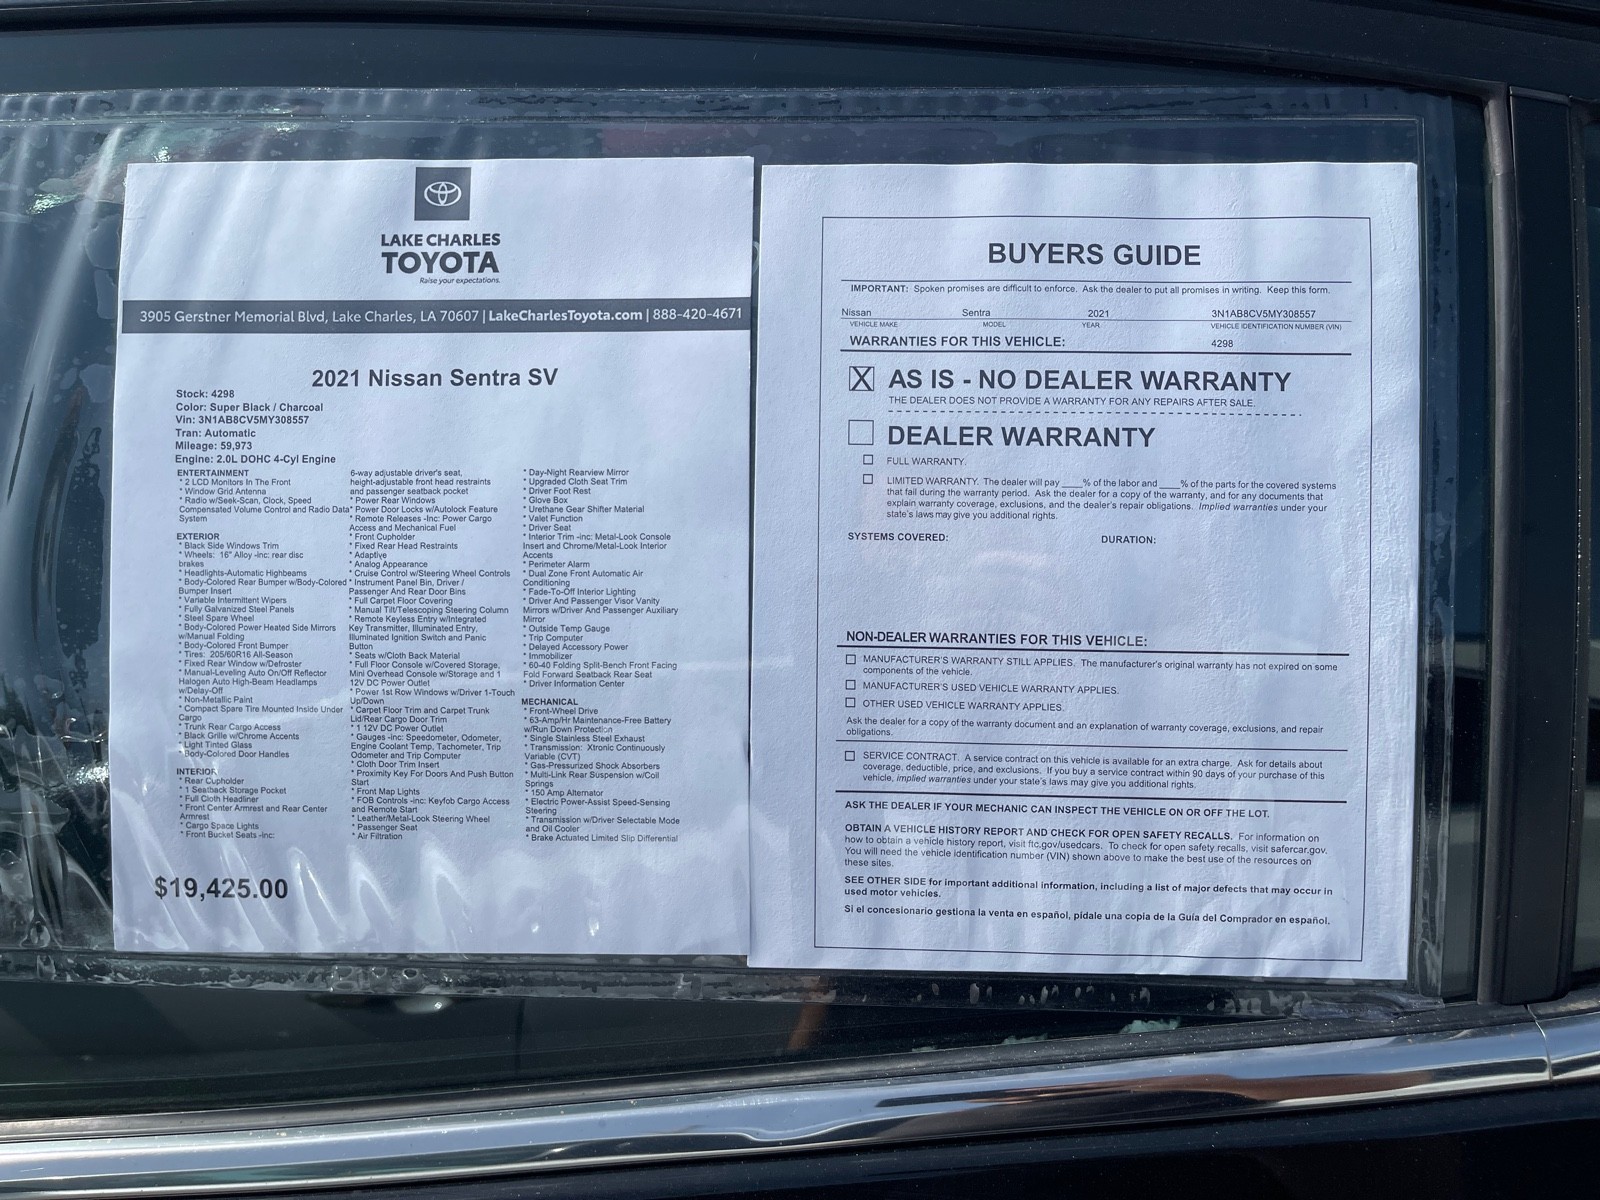 LAKE CHARLES
TOYOTA
Raise your expectations.
3905 Gerstner Memorial Blvd, Lake Charles, LA 70607 | LakeCharlesToyota.com | 888-420-4671
2021 Nissan Sentra SV
Stock: 4298
Color: Super Black / Charcoal
Vin: 3N1AB8CV5MY308557
Tran: Automatic
Mileage: 59,973
Engine: 2.0L DOHC 4-Cyl Engine
ENTERTAINMENT
* 2 LCD Monitors In The Front
* Window Grid Antenna
* Radio w/Seek-Scan, Clock, Speed
Compensated Volume Control and Radio Data
System
EXTERIOR
* Black Side Windows Trim
* Wheels: 16" Alloy -inc: rear disc
brakes
* Headlights-Automatic Highbeams
* Body-Colored Rear Bumper w/Body-Colored
Bumper Insert
* Variable Intermittent Wipers
* Fully Galvanized Steel Panels
* Steel Spare Wheel
* Body-Colored Power Heated Side Mirrors
w/Manual Folding
* Body-Colored Front Bumper
* Tires: 205/60R16 All-Season
* Fixed Rear Window w/Defroster
* Manual-Leveling Auto On/Off Reflector
Halogen Auto High-Beam Headlamps
w/Delay-Off
* Non-Metallic Paint
* Compact Spare Tire Mounted Inside Under
Cargo
* Trunk Rear Cargo Access
* Black Grille w/Chrome Accents
* Light Tinted Glass
* Body-Colored Door Handles
INTERIOR
* Rear Cupholder
* 1 Seatback Storage Pocket
* Full Cloth Headliner
* Front Center Armrest and Rear Center
Armrest
* Cargo Space Lights
* Front Bucket Seats -inc:
6-way adjustable driver's seat,
height-adjustable front head restraints
and passenger seatback pocket
* Power Rear Windows
* Power Door Locks w/Autolock Feature
* Remote Releases -Inc: Power Cargo
Access and Mechanical Fuel
* Front Cupholder
* Fixed Rear Head Restraints
* Adaptive
* Analog Appearance
* Cruise Control w/Steering Wheel Controls
* Instrument Panel Bin, Driver /
Passenger And Rear Door Bins
* Full Carpet Floor Covering
* Manual Tilt/Telescoping Steering Column
* Remote Keyless Entry w/Integrated
Key Transmitter, Illuminated Entry,
Illuminated Ignition Switch and Panic
Button
* Seats w/Cloth Back Material
* Full Floor Console w/Covered Storage,
Mini Overhead Console w/Storage and 1
12V DC Power Outlet
* Power 1st Row Windows w/Driver 1-Touch
Up/Down
* Carpet Floor Trim and Carpet Trunk
Lid/Rear Cargo Door Trim
* 1 12V DC Power Outlet
* Gauges -inc: Speedometer, Odometer,
Engine Coolant Temp, Tachometer, Trip
Odometer and Trip Computer
* Cloth Door Trim Insert
* Proximity Key For Doors And Push Button
Start
* Front Map Lights
* FOB Controls -inc: Keyfob Cargo Access
and Remote Start
* Leather/Metal-Look Steering Wheel
* Passenger Seat
* Air Filtration
* Day-Night Rearview Mirror
* Upgraded Cloth Seat Trim
* Driver Foot Rest
* Glove Box
* Urethane Gear Shifter Material
* Valet Function
* Driver Seat
* Interior Trim -inc: Metal-Look Console
Insert and Chrome/Metal-Look Interior
Accents
* Perimeter Alarm
* Dual Zone Front Automatic Air
Conditioning
* Fade-To-Off Interior Lighting
* Driver And Passenger Visor Vanity
Mirrors w/Driver And Passenger Auxiliary
Mirror
* Outside Temp Gauge
* Trip Computer
* Delayed Accessory Power
* Immobilizer
* 60-40 Folding Split-Bench Front Facing
Fold Forward Seatback Rear Seat
* Driver Information Center
MECHANICAL
* Front-Wheel Drive
* 63-Amp/Hr Maintenance-Free Battery
w/Run Down Protection
* Single Stainless Steel Exhaust
* Transmission: Xtronic Continuously
Variable (CVT)
* Gas-Pressurized Shock Absorbers
* Multi-Link Rear Suspension w/Coil
Springs
* 150 Amp Alternator
* Electric Power-Assist Speed-Sensing
Steering
* Transmission w/Driver Selectable Mode
and Oil Cooler
* Brake Actuated Limited Slip Differential
$19,425.00
BUYERS GUIDE
IMPORTANT: Spoken promises are difficult to enforce. Ask the dealer to put all promises in writing. Keep this form.
Nissan Sentra 2021 3N1AB8CV5MY308557
VEHICLE MAKE MODEL YEAR VEHICLE IDENTIFICATION NUMBER (VIN)
WARRANTIES FOR THIS VEHICLE: 4298
X AS IS - NO DEALER WARRANTY
THE DEALER DOES NOT PROVIDE A WARRANTY FOR ANY REPAIRS AFTER SALE.
DEALER WARRANTY
FULL WARRANTY.
LIMITED WARRANTY. The dealer will pay ____% of the labor and ____% of the parts for the covered systems
that fail during the warranty period. Ask the dealer for a copy of the warranty, and for any documents that
explain warranty coverage, exclusions, and the dealer's repair obligations. Implied warranties under your
state's laws may give you additional rights.
SYSTEMS COVERED: DURATION:
NON-DEALER WARRANTIES FOR THIS VEHICLE:
MANUFACTURER'S WARRANTY STILL APPLIES. The manufacturer's original warranty has not expired on some
components of the vehicle.
MANUFACTURER'S USED VEHICLE WARRANTY APPLIES.
OTHER USED VEHICLE WARRANTY APPLIES.
Ask the dealer for a copy of the warranty document and an explanation of warranty coverage, exclusions, and repair
obligations.
SERVICE CONTRACT. A service contract on this vehicle is available for an extra charge. Ask for details about
coverage, deductible, price, and exclusions. If you buy a service contract within 90 days of your purchase of this
vehicle, implied warranties under your state's laws may give you additional rights.
ASK THE DEALER IF YOUR MECHANIC CAN INSPECT THE VEHICLE ON OR OFF THE LOT.
OBTAIN A VEHICLE HISTORY REPORT AND CHECK FOR OPEN SAFETY RECALLS. For information on
how to obtain a vehicle history report, visit ftc.gov/usedcars. To check for open safety recalls, visit safercar.gov.
You will need the vehicle identification number (VIN) shown above to make the best use of the resources on
these sites.
SEE OTHER SIDE for important additional information, including a list of major defects that may occur in
used motor vehicles.
Si el concesionario gestiona la venta en español, pídale una copia de la Guía del Comprador en español.